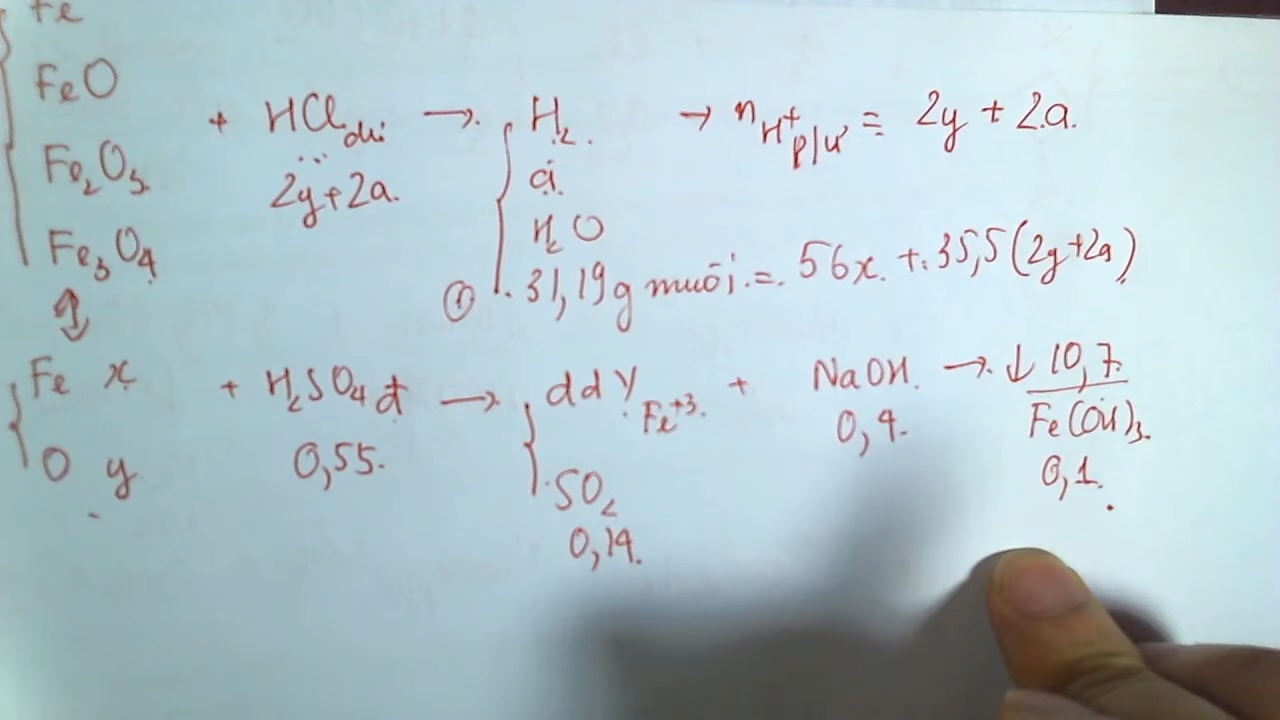 Fe
FeO
+ HCl dư → H₂ → nH⁺ p/ư = 2y + 2a.
Fe₂O₃ 2y+2a. a.
H₂O
Fe₃O₄ ① 31,19g muối = 56x + 35,5(2y+2a)
⇕
Fe x + H₂SO₄ đ → dd Y Fe⁺³ + NaOH → ↓ 10,7
0,55. 0,4. Fe(OH)₃
O y SO₂ 0,1.
0,14.